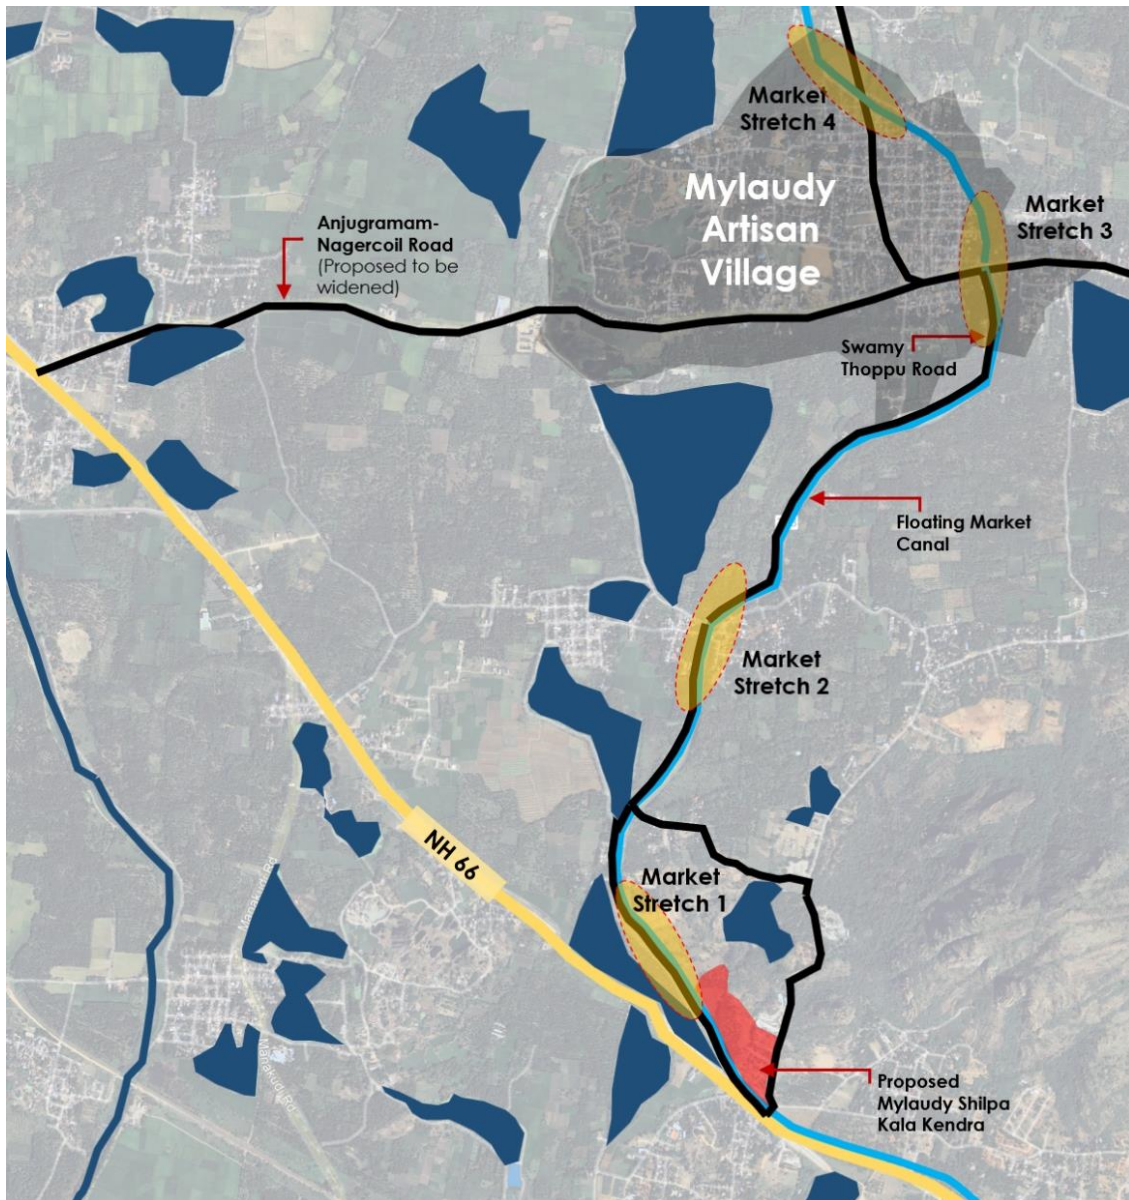 Market
Stretch 4
Mylaudy
Artisan
Village
Market
Stretch 3
Anjugramam-
Nagercoil Road
(Proposed to be
widened)
Swamy
Thoppu Road
Floating Market
Canal
Market
Stretch 2
NH 66
Market
Stretch 1
Proposed
Mylaudy Shilpa
Kala Kendra